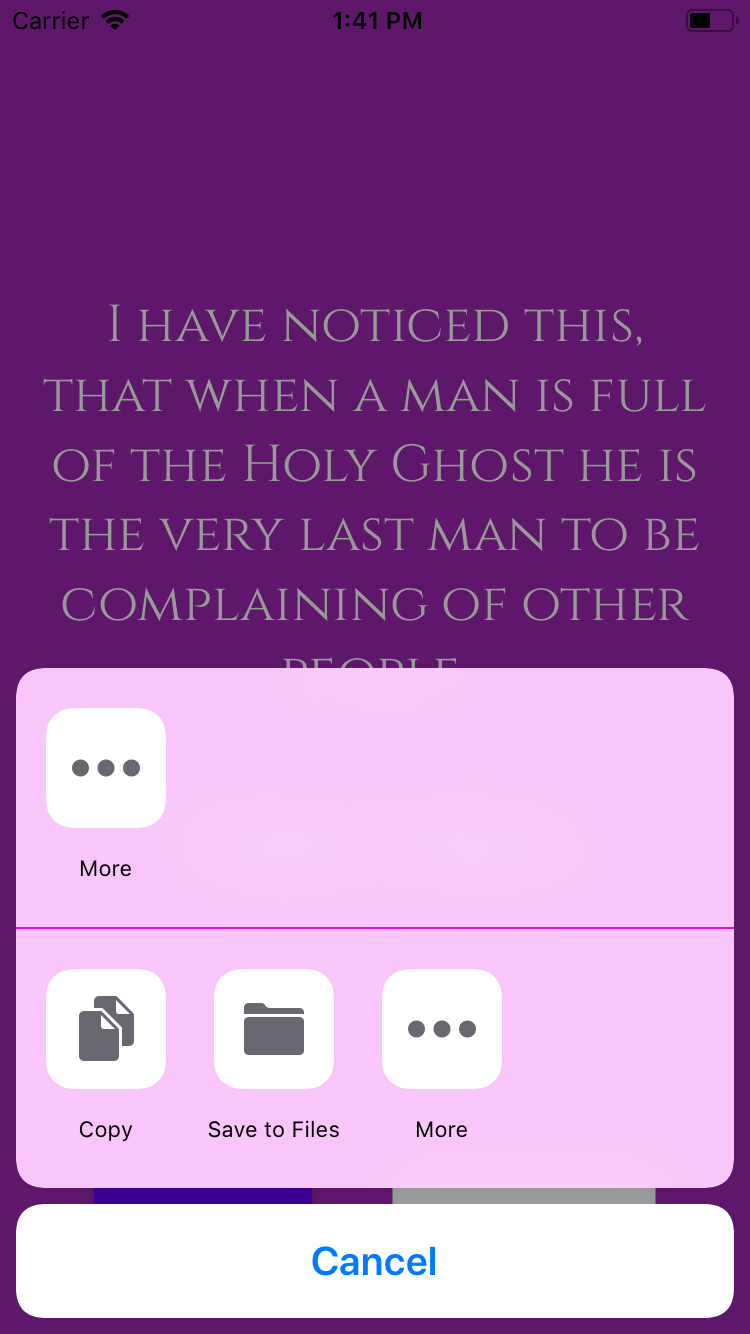 Carrier 1:41 PM
I have noticed this,
that when a man is full
of the Holy Ghost he is
the very last man to be
complaining of other
people
More
Copy Save to Files More
Cancel